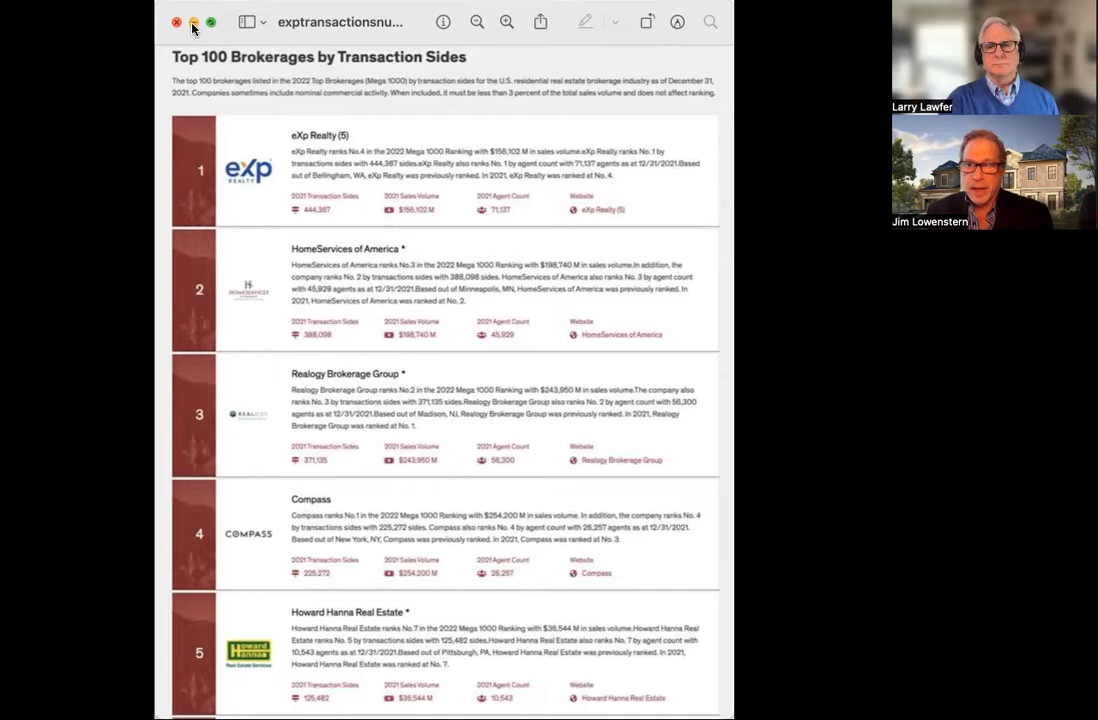 exptransactionsnu...
Top 100 Brokerages by Transaction Sides
The top 100 brokerages listed in the 2022 Top Brokerages (Mega 1000) by transaction sides for the U.S. residential real estate brokerage industry as of December 31,
2021. Companies sometimes include nominal commercial activity. When included, it must be less than 3 percent of the total sales volume and does not affect ranking.
1
eXp
REALTY
eXp Realty (5)
eXp Realty ranks No.4 in the 2022 Mega 1000 Ranking with $156,102 M in sales volume.eXp Realty ranks No. 1 by
transactions sides with 444,367 sides.eXp Realty also ranks No. 1 by agent count with 71,137 agents as at 12/31/2021.Based
out of Bellingham, WA, eXp Realty was previously ranked. In 2021, eXp Realty was ranked at No. 4.
2021 Transaction Sides 2021 Sales Volume 2021 Agent Count Website
444,367 $156,102 M 71,137 eXp Realty (5)
2
HOMESERVICES
HomeServices of America *
HomeServices of America ranks No.3 in the 2022 Mega 1000 Ranking with $198,740 M in sales volume.In addition, the
company ranks No. 2 by transactions sides with 388,098 sides. HomeServices of America also ranks No. 3 by agent count
with 45,929 agents as at 12/31/2021.Based out of Minneapolis, MN, HomeServices of America was previously ranked. In
2021, HomeServices of America was ranked at No. 2.
2021 Transaction Sides 2021 Sales Volume 2021 Agent Count Website
388,098 $198,740 M 45,929 HomeServices of America
3
REALOGY
Realogy Brokerage Group *
Realogy Brokerage Group ranks No.2 in the 2022 Mega 1000 Ranking with $243,950 M in sales volume.The company also
ranks No. 3 by transactions sides with 371,135 sides.Realogy Brokerage Group also ranks No. 2 by agent count with 56,300
agents as at 12/31/2021.Based out of Madison, NJ, Realogy Brokerage Group was previously ranked. In 2021, Realogy
Brokerage Group was ranked at No. 1.
2021 Transaction Sides 2021 Sales Volume 2021 Agent Count Website
371,135 $243,950 M 56,300 Realogy Brokerage Group
4
COMPASS
Compass
Compass ranks No.1 in the 2022 Mega 1000 Ranking with $254,200 M in sales volume. In addition, the company ranks No. 4
by transactions sides with 225,272 sides. Compass also ranks No. 4 by agent count with 26,257 agents as at 12/31/2021.
Based out of New York, NY, Compass was previously ranked. In 2021, Compass was ranked at No. 3.
2021 Transaction Sides 2021 Sales Volume 2021 Agent Count Website
225,272 $254,200 M 26,257 Compass
5
Howard
Hanna
Real Estate Services
Howard Hanna Real Estate *
Howard Hanna Real Estate ranks No.7 in the 2022 Mega 1000 Ranking with $36,544 M in sales volume.Howard Hanna Real
Estate ranks No. 5 by transactions sides with 125,482 sides.Howard Hanna Real Estate also ranks No. 7 by agent count with
10,543 agents as at 12/31/2021.Based out of Pittsburgh, PA, Howard Hanna Real Estate was previously ranked. In 2021,
Howard Hanna Real Estate was ranked at No. 7.
2021 Transaction Sides 2021 Sales Volume 2021 Agent Count Website
125,482 $36,544 M 10,543 Howard Hanna Real Estate
Larry Lawfer
Jim Lowenstern